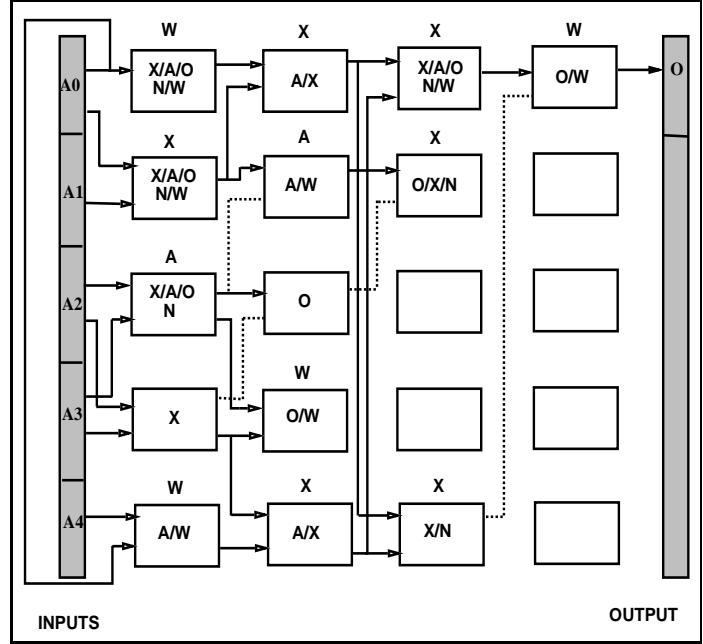 W
X
X
W
X/A/O
N/W
A/X
X/A/O
N/W
O/W
O
A0
X
A
X
X/A/O
N/W
A/W
O/X/N
A1
A
X/A/O
N
O
A2
W
X
O/W
A3
W
X
X
A/W
A/X
X/N
A4
INPUTS
OUTPUT